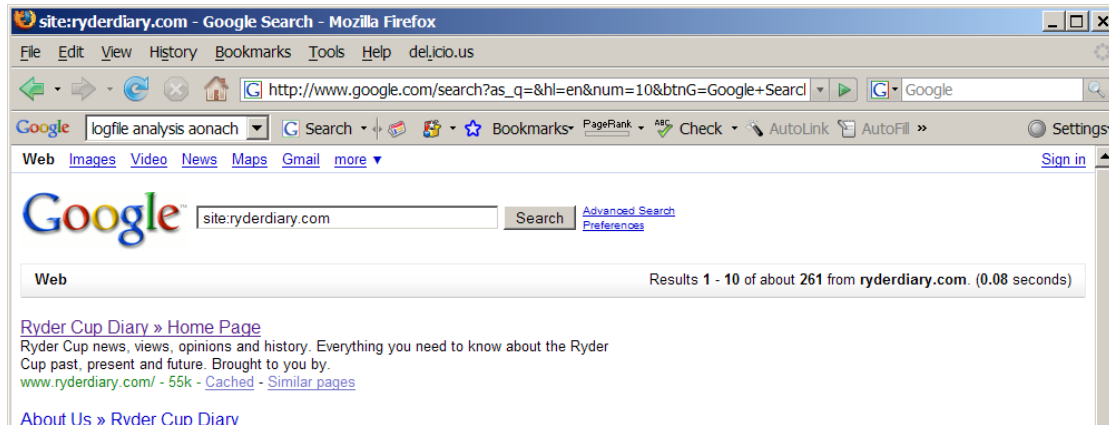 site:ryderdiary.com - Google Search - Mozilla Firefox
File Edit View History Bookmarks Tools Help del.icio.us
G http://www.google.com/search?as_q=&hl=en&num=10&btnG=Google+Searcl G Google
Google logfile analysis aonach G Search Bookmarks PageRank ABC Check AutoLink AutoFill » Settings
Web Images Video News Maps Gmail more ▼ Sign in
Google™ site:ryderdiary.com Search Advanced Search
Preferences
Web Results 1 - 10 of about 261 from ryderdiary.com. (0.08 seconds)
Ryder Cup Diary » Home Page
Ryder Cup news, views, opinions and history. Everything you need to know about the Ryder
Cup past, present and future. Brought to you by.
www.ryderdiary.com/ - 55k - Cached - Similar pages
About Us » Ryder Cup Diary